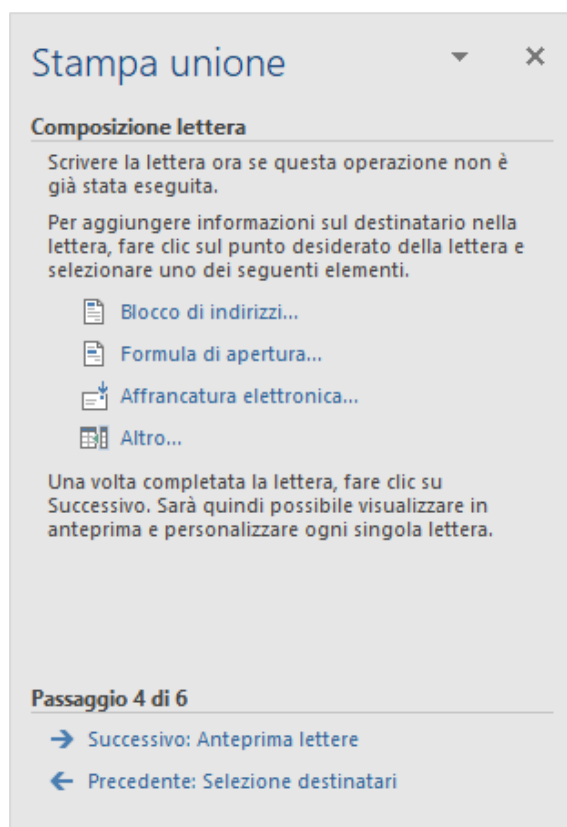 Stampa unione
Composizione lettera
Scrivere la lettera ora se questa operazione non è
già stata eseguita.
Per aggiungere informazioni sul destinatario nella
lettera, fare clic sul punto desiderato della lettera e
selezionare uno dei seguenti elementi.
Blocco di indirizzi...
Formula di apertura...
Affrancatura elettronica...
Altro...
Una volta completata la lettera, fare clic su
Successivo. Sarà quindi possibile visualizzare in
anteprima e personalizzare ogni singola lettera.
Passaggio 4 di 6
Successivo: Anteprima lettere
Precedente: Selezione destinatari